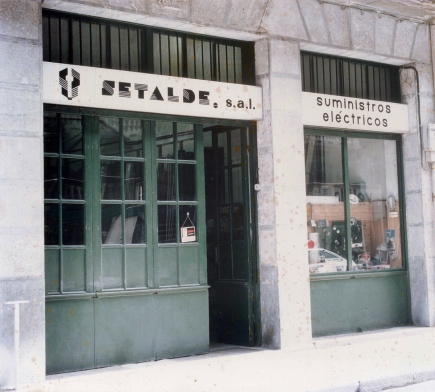 SETALDE. s.a.l.
suministros
eléctricos